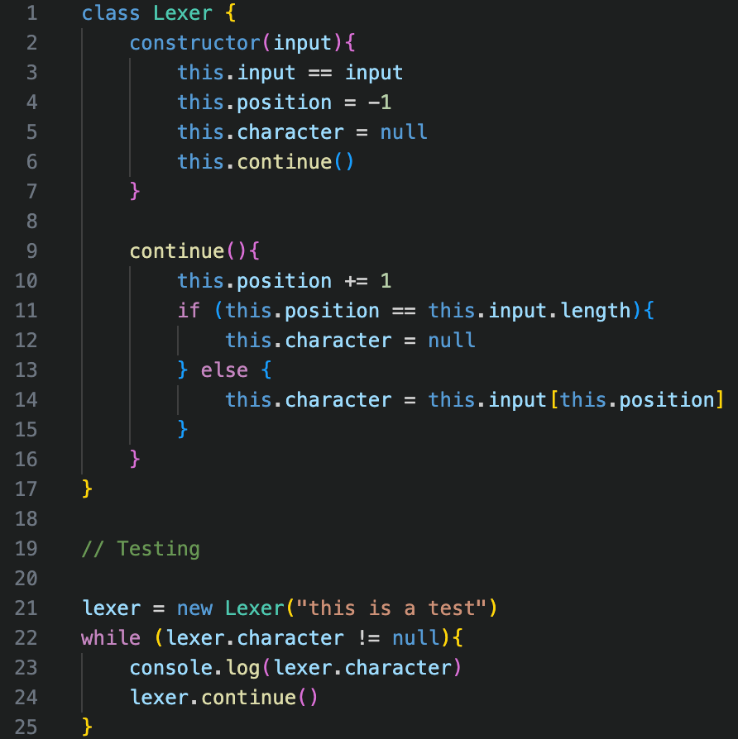 1 class Lexer {
2     constructor(input){
3         this.input == input
4         this.position = -1
5         this.character = null
6         this.continue()
7     }
8
9     continue(){
10         this.position += 1
11         if (this.position == this.input.length){
12             this.character = null
13         } else {
14             this.character = this.input[this.position]
15         }
16     }
17 }
18
19 // Testing
20
21 lexer = new Lexer("this is a test")
22 while (lexer.character != null){
23     console.log(lexer.character)
24     lexer.continue()
25 }